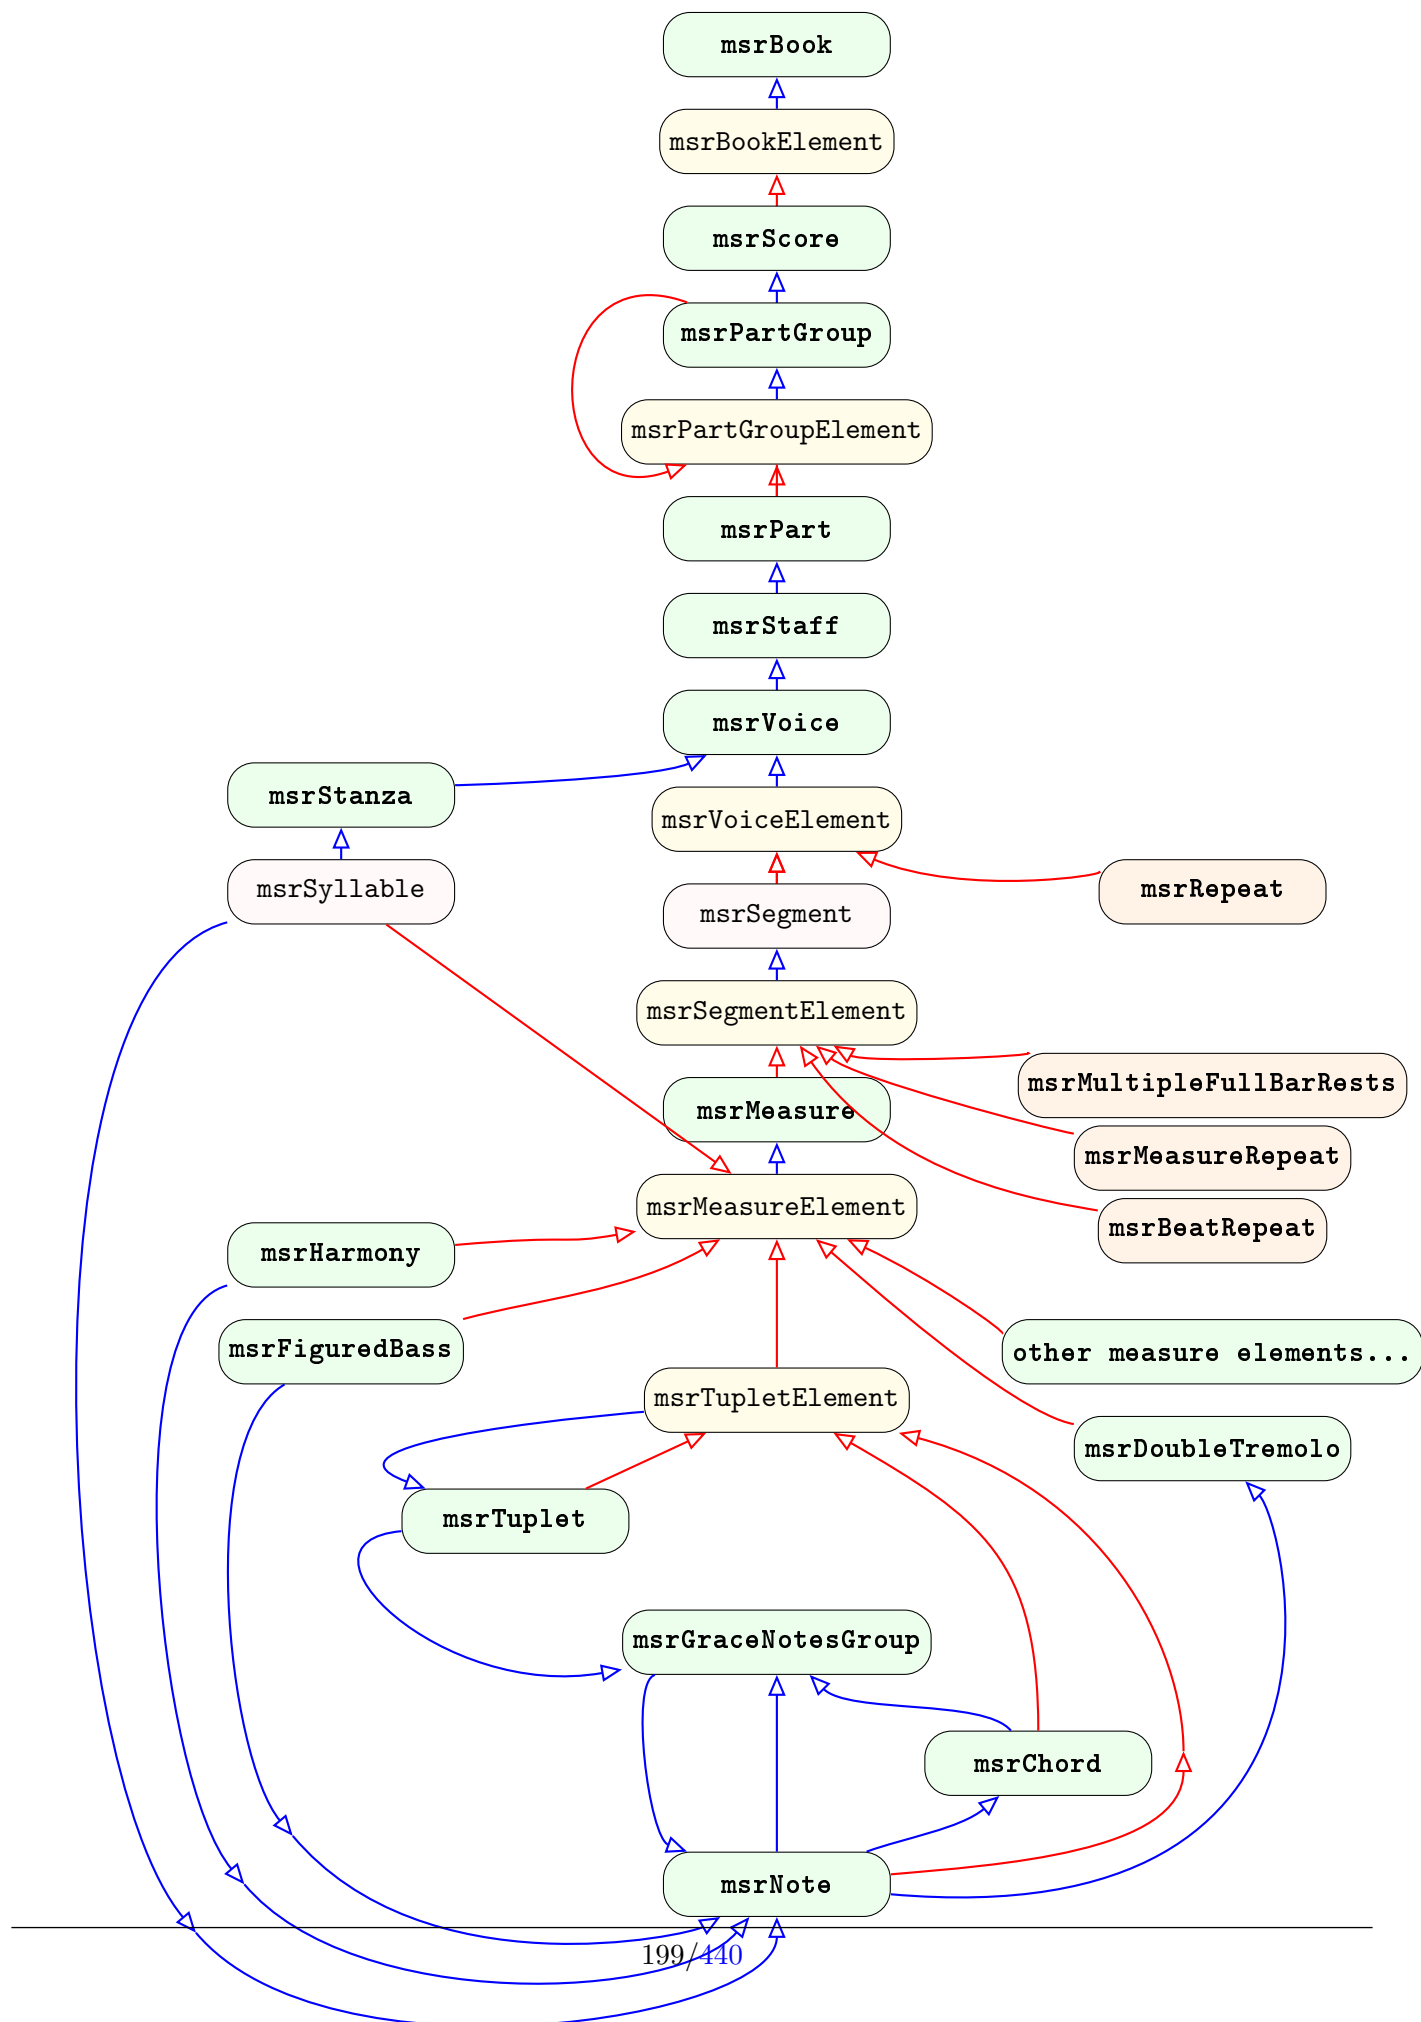 msrBook
msrBookElement
msrScore
msrPartGroup
msrPartGroupElement
msrPart
msrStaff
msrVoice
msrStanza
msrVoiceElement
msrSyllable
msrRepeat
msrSegment
msrSegmentElement
msrMultipleFullBarRests
msrMeasure
msrMeasureRepeat
msrMeasureElement
msrBeatRepeat
msrHarmony
msrFiguredBass
other measure elements...
msrTupletElement
msrDoubleTremolo
msrTuplet
msrGraceNotesGroup
msrChord
msrNote
199/440